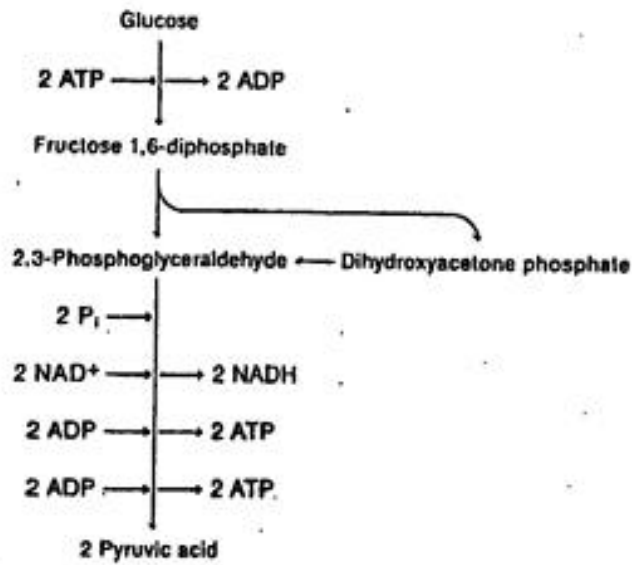 Glucose
2 ATP 2 ADP
Fructose 1,6-diphosphate
2,3-Phosphoglyceraldehyde Dihydroxyacetone phosphate
2 Pi
2 NAD+ 2 NADH
2 ADP 2 ATP
2 ADP 2 ATP
2 Pyruvic acid